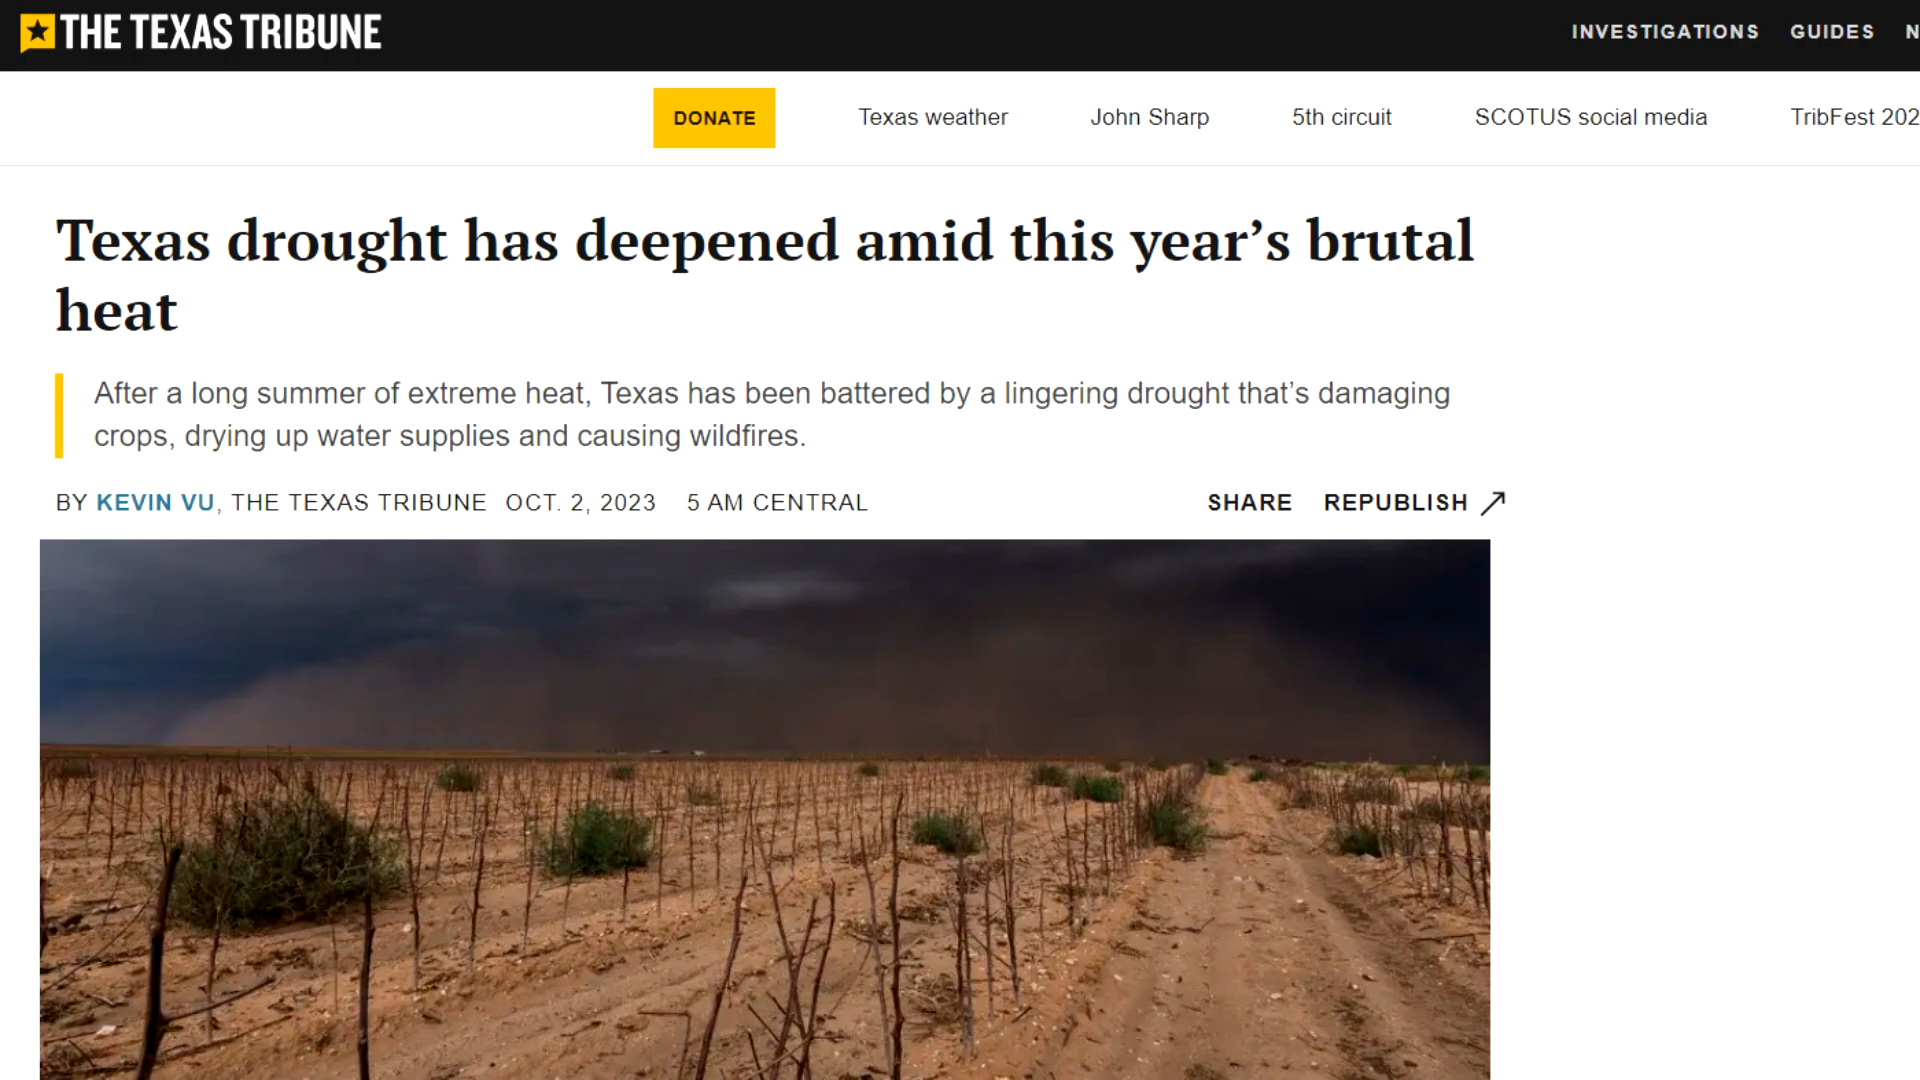 THE TEXAS TRIBUNE
INVESTIGATIONS GUIDES N
DONATE Texas weather John Sharp 5th circuit SCOTUS social media TribFest 202
Texas drought has deepened amid this year’s brutal
heat
After a long summer of extreme heat, Texas has been battered by a lingering drought that’s damaging
crops, drying up water supplies and causing wildfires.
BY KEVIN VU, THE TEXAS TRIBUNE OCT. 2, 2023 5 AM CENTRAL SHARE REPUBLISH